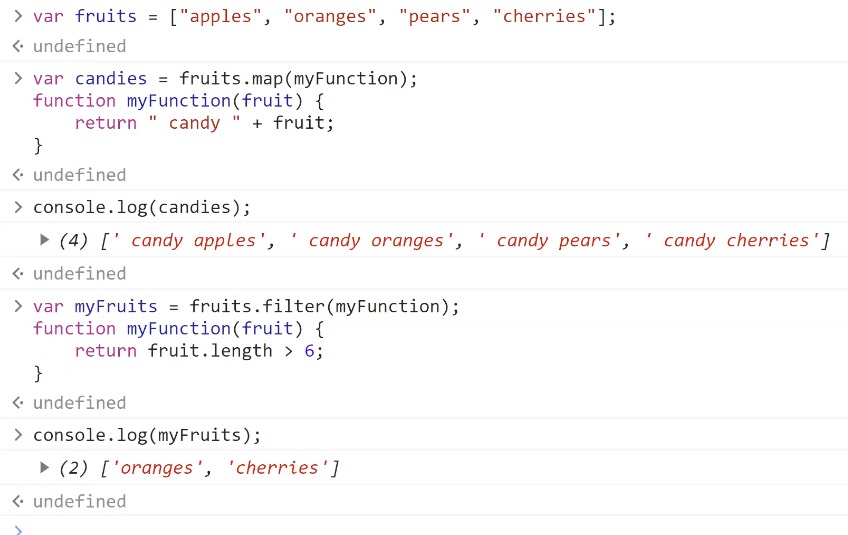 > var fruits = ["apples", "oranges", "pears", "cherries"];
<· undefined
> var candies = fruits.map(myFunction);
function myFunction(fruit) {
    return " candy " + fruit;
}
<· undefined
> console.log(candies);
▶ (4) [' candy apples', ' candy oranges', ' candy pears', ' candy cherries']
<· undefined
> var myFruits = fruits.filter(myFunction);
function myFunction(fruit) {
    return fruit.length > 6;
}
<· undefined
> console.log(myFruits);
▶ (2) ['oranges', 'cherries']
<· undefined
>